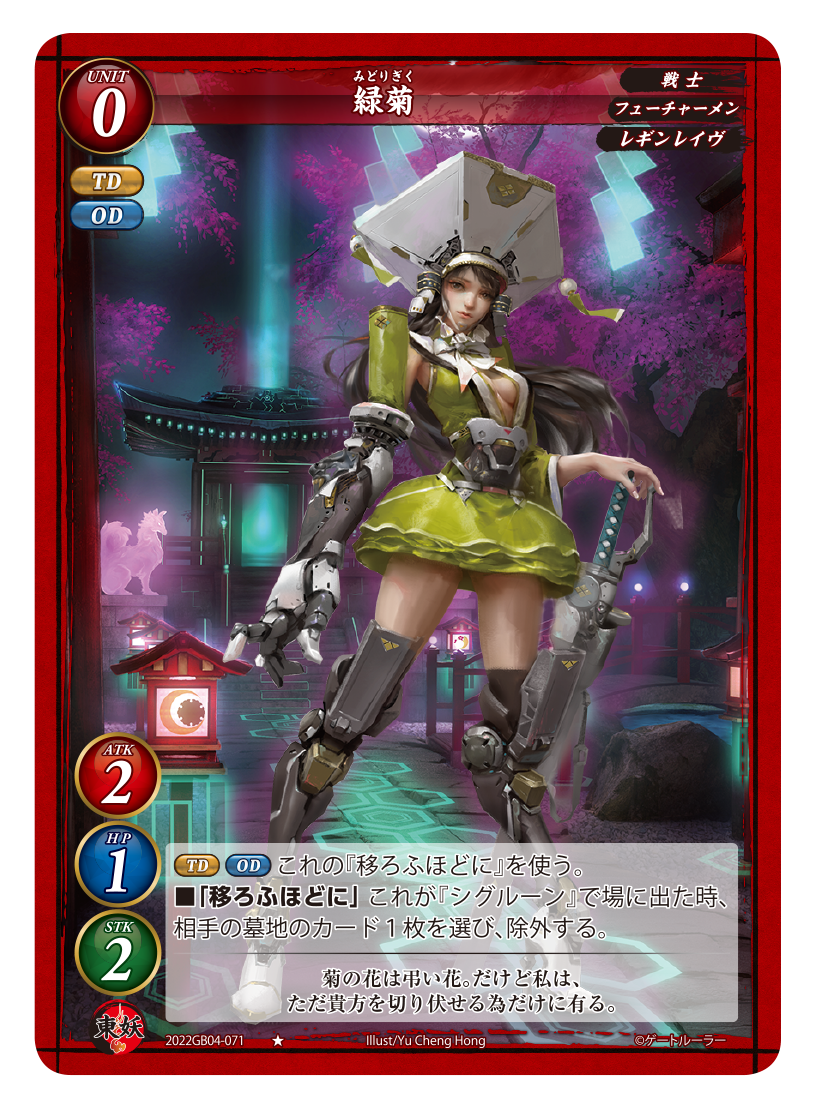 UNIT
0
みどりぎく
緑菊
戦士
フューチャーメン
レギンレイヴ
TD
OD
ATK
2
HP
1
STK
2
TD OD これの『移ろふほどに』を使う。
■「移ろふほどに」 これが『シグルーン』で場に出た時、
相手の墓地のカード1枚を選び、除外する。
菊の花は弔い花。だけど私は、
ただ貴方を切り伏せる為だけに有る。
東妖
2022GB04-071 ★ Illust/Yu Cheng Hong ©ゲートルーラー